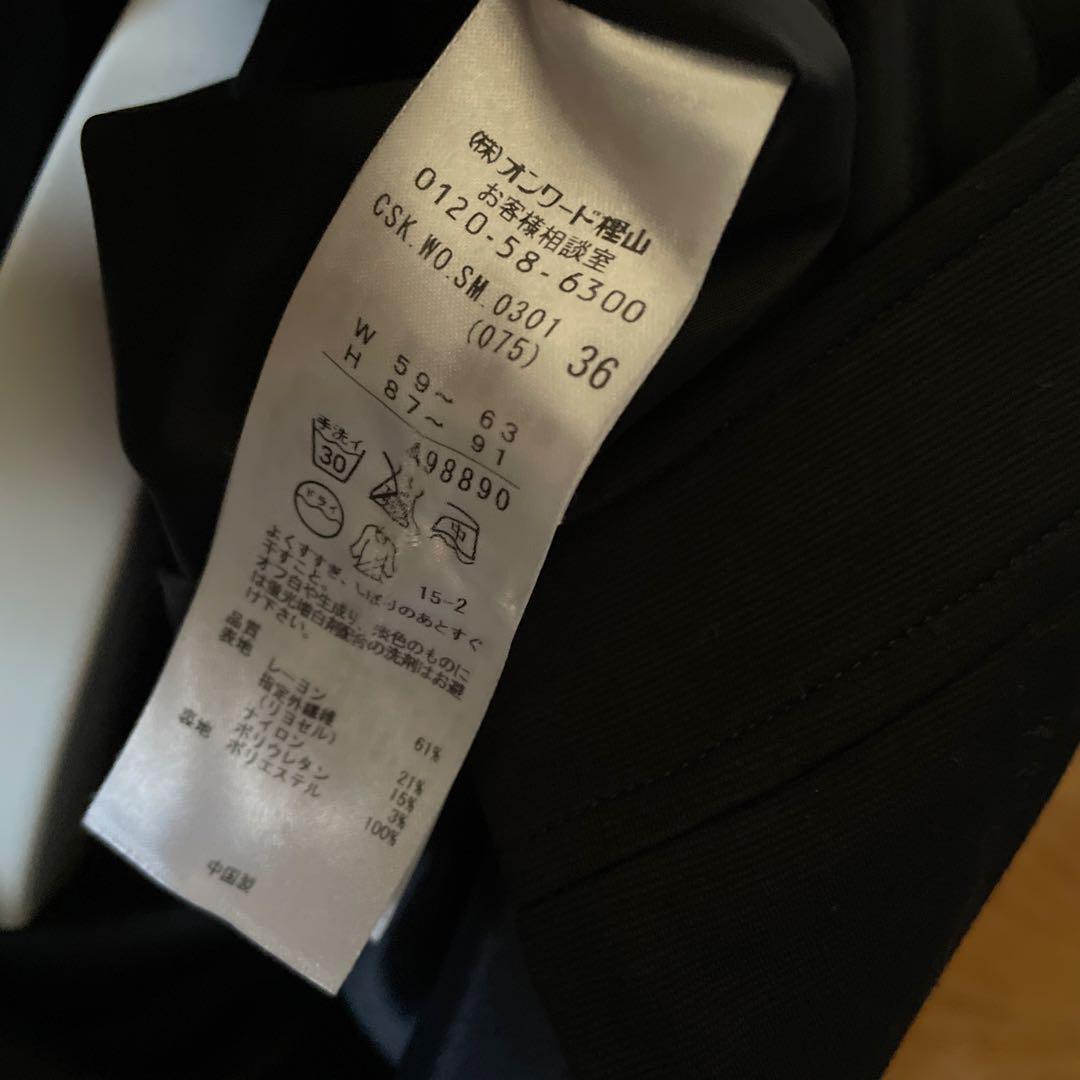 (株)オンワード樫山
お客様相談室
0120-58-6300
CSK.WO.SM.0301
(075) 36
W 59～ 63
H 87～ 91
98890
手洗イ
30
中
ドライ
15-2
よくすすぎ、しぼりのあとすぐ
干すこと。
オフ白や生成り、淡色のものに
は蛍光増白剤配合の洗剤はお避
け下さい。
品質
表地 レーヨン 61%
指定外繊維
(リヨセル) 21%
ナイロン 15%
ポリウレタン 3%
ポリエステル 100%
中国製